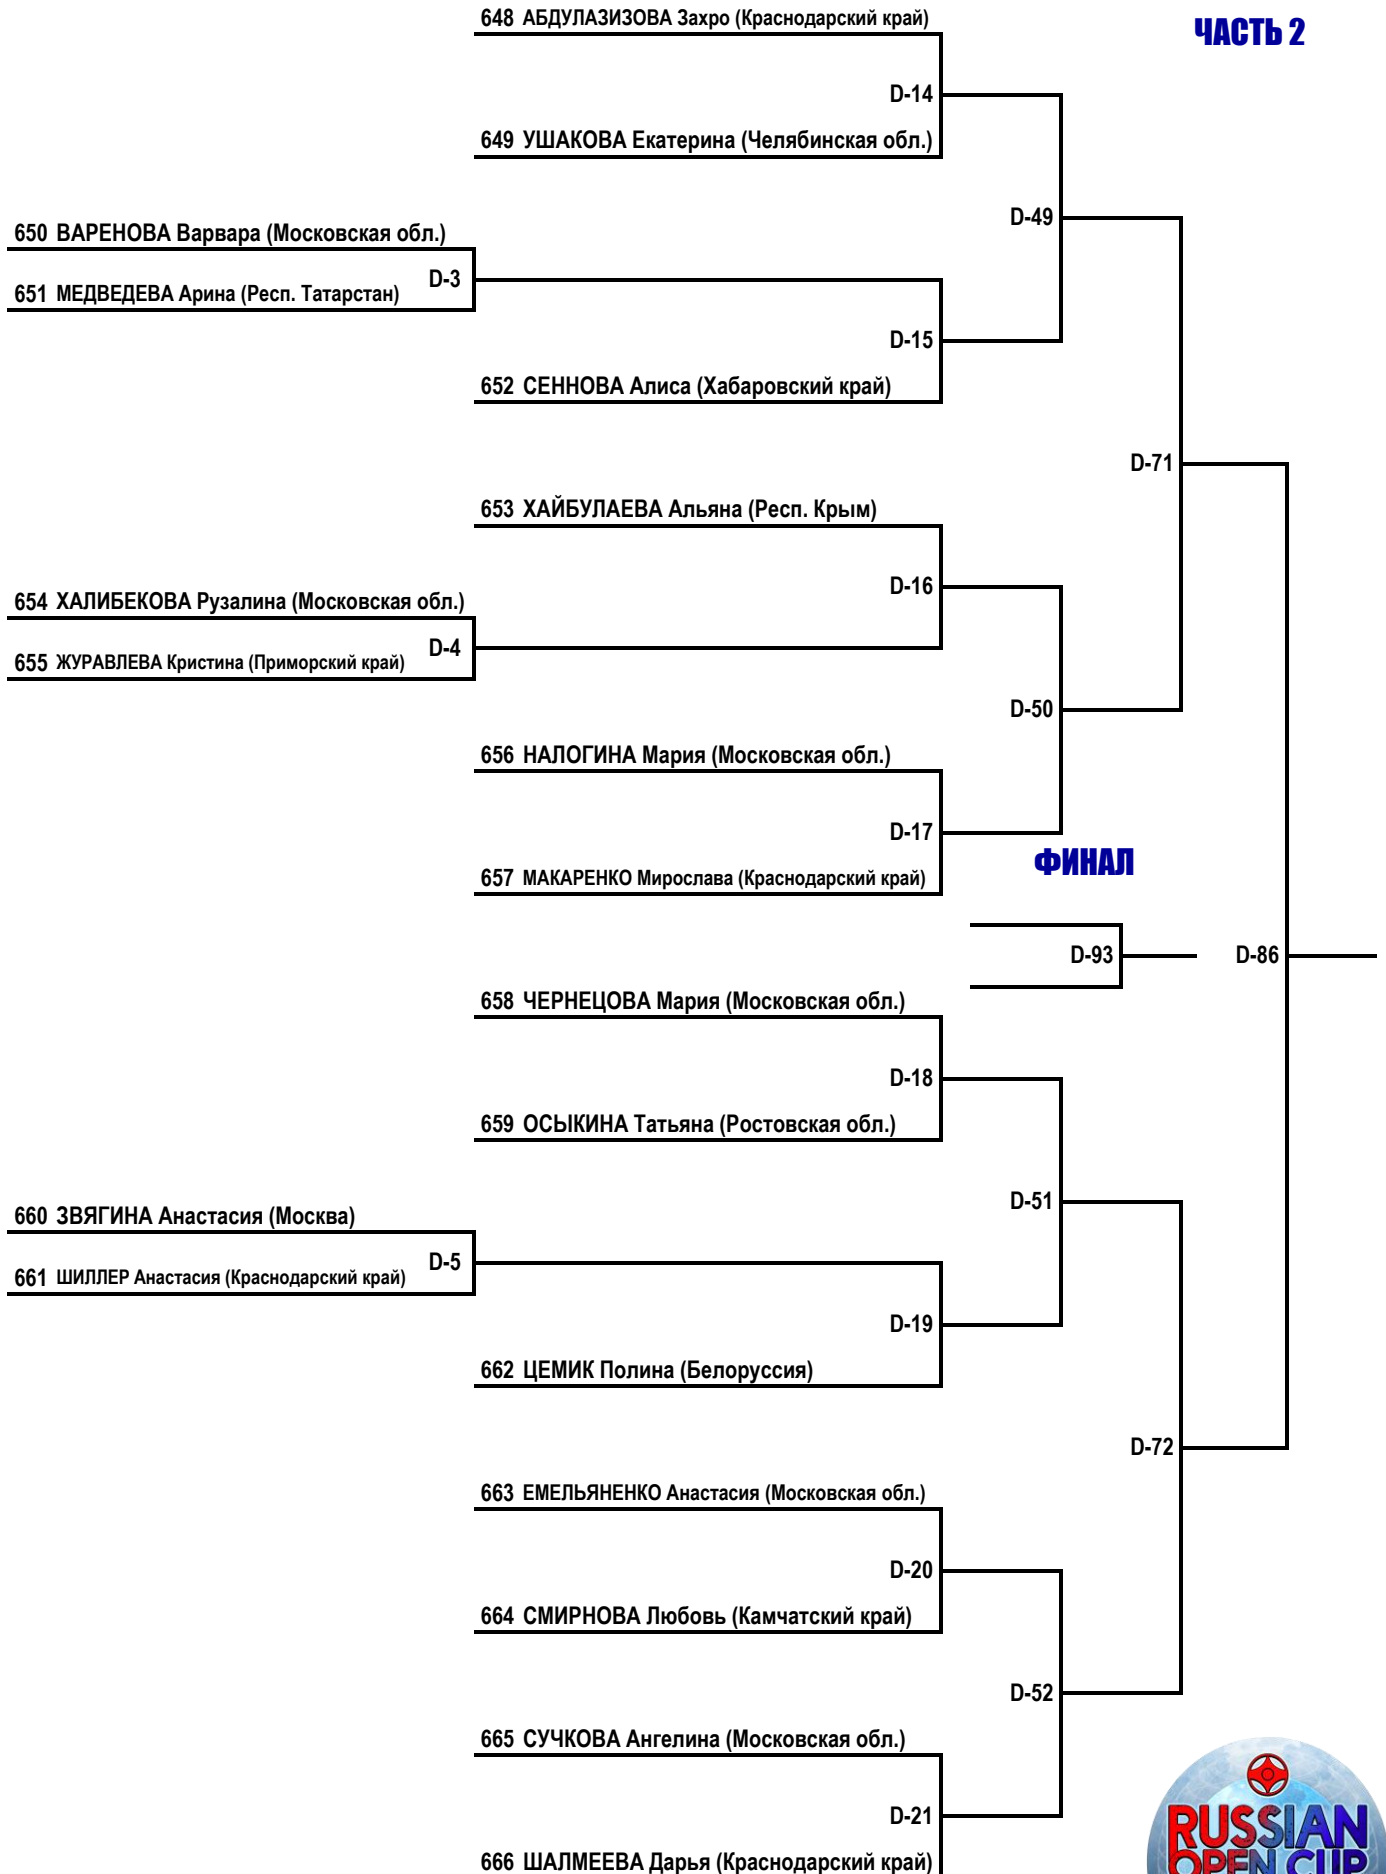 648 АБДУЛАЗИЗОВА Захро (Краснодарский край)
ЧАСТЬ 2
D-14
649 УШАКОВА Екатерина (Челябинская обл.)
D-49
650 ВАРЕНОВА Варвара (Московская обл.)
D-3
651 МЕДВЕДЕВА Арина (Респ. Татарстан)
D-15
652 СЕННОВА Алиса (Хабаровский край)
D-71
653 ХАЙБУЛАЕВА Альяна (Респ. Крым)
D-16
654 ХАЛИБЕКОВА Рузалина (Московская обл.)
D-4
655 ЖУРАВЛЕВА Кристина (Приморский край)
D-50
656 НАЛОГИНА Мария (Московская обл.)
D-17
ФИНАЛ
657 МАКАРЕНКО Мирослава (Краснодарский край)
D-93
D-86
658 ЧЕРНЕЦОВА Мария (Московская обл.)
D-18
659 ОСЫКИНА Татьяна (Ростовская обл.)
D-51
660 ЗВЯГИНА Анастасия (Москва)
D-5
661 ШИЛЛЕР Анастасия (Краснодарский край)
D-19
662 ЦЕМИК Полина (Белоруссия)
D-72
663 ЕМЕЛЬЯНЕНКО Анастасия (Московская обл.)
D-20
664 СМИРНОВА Любовь (Камчатский край)
D-52
665 СУЧКОВА Ангелина (Московская обл.)
D-21
666 ШАЛМЕЕВА Дарья (Краснодарский край)
RUSSIAN
OPEN CUP